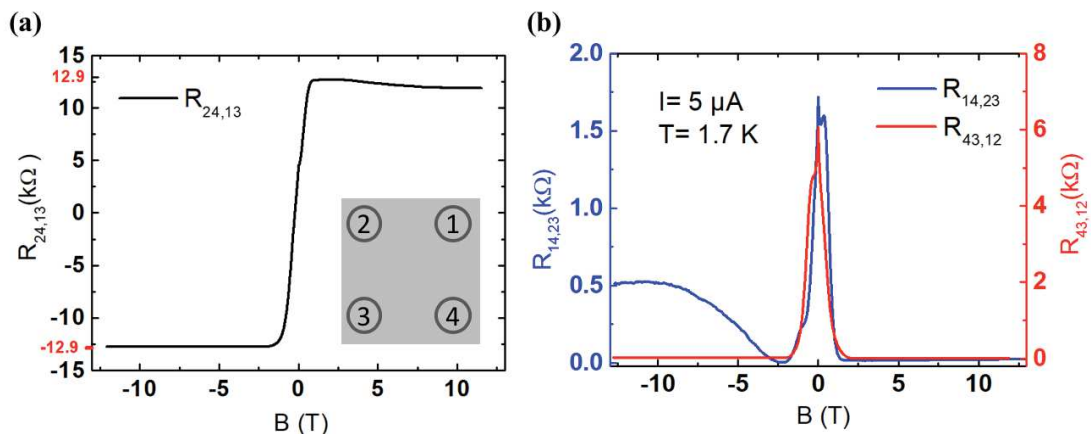 (a)
15
12.9
10
5
0
-5
-10
-12.9
-15
R24,13(kΩ)
R24,13
2 1
3 4
-10 -5 0 5 10
B (T)
(b)
2.0
1.5
1.0
0.5
0.0
R14,23(kΩ)
I= 5 µA
T= 1.7 K
R14,23
R43,12
8
6
4
2
0
R43,12(kΩ)
-10 -5 0 5 10
B (T)